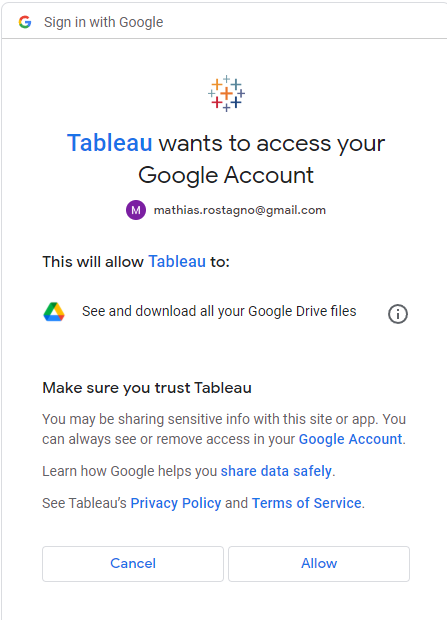 Sign in with Google
Tableau wants to access your
Google Account
M mathias.rostagno@gmail.com
This will allow Tableau to:
See and download all your Google Drive files
Make sure you trust Tableau
You may be sharing sensitive info with this site or app. You
can always see or remove access in your Google Account.
Learn how Google helps you share data safely.
See Tableau's Privacy Policy and Terms of Service.
Cancel
Allow